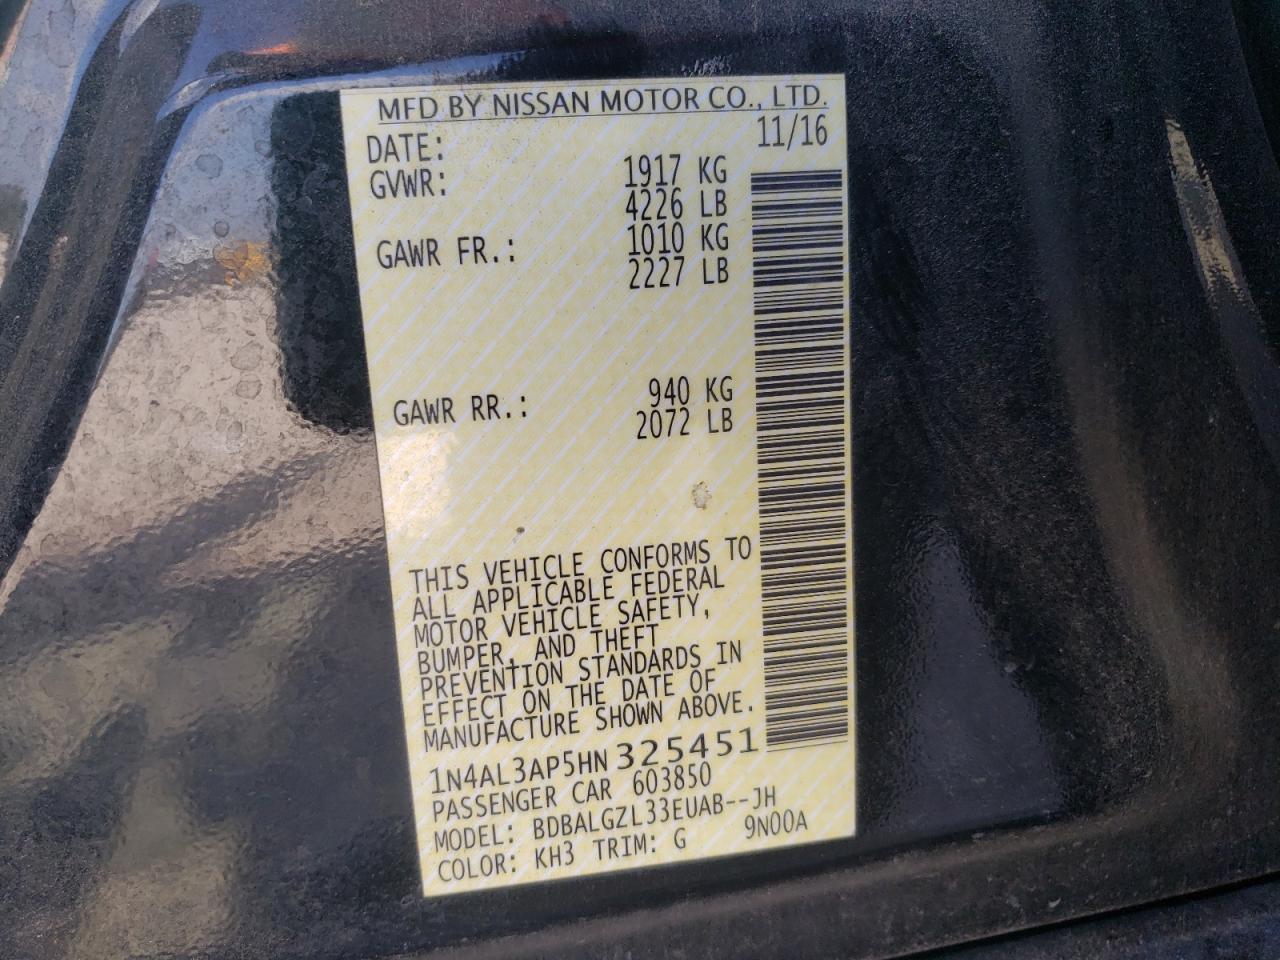 MFD BY NISSAN MOTOR CO., LTD.
DATE: 11/16
GVWR: 1917 KG
4226 LB
GAWR FR.: 1010 KG
2227 LB
GAWR RR.: 940 KG
2072 LB
THIS VEHICLE CONFORMS TO
ALL APPLICABLE FEDERAL
MOTOR VEHICLE SAFETY,
BUMPER, AND THEFT
PREVENTION STANDARDS IN
EFFECT ON THE DATE OF
MANUFACTURE SHOWN ABOVE.
1N4AL3AP5HN325451
PASSENGER CAR 603850
MODEL: BDBALGZL33EUAB--JH
COLOR: KH3 TRIM: G 9N00A